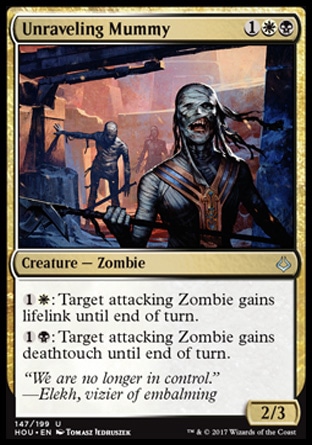 Unraveling Mummy 1
Creature — Zombie
1 : Target attacking Zombie gains
lifelink until end of turn.
1 : Target attacking Zombie gains
deathtouch until end of turn.
“We are no longer in control.”
—Elekh, vizier of embalming
2/3
147/199 U
HOU • EN Tomasz Jedruszek
™ & © 2017 Wizards of the Coast